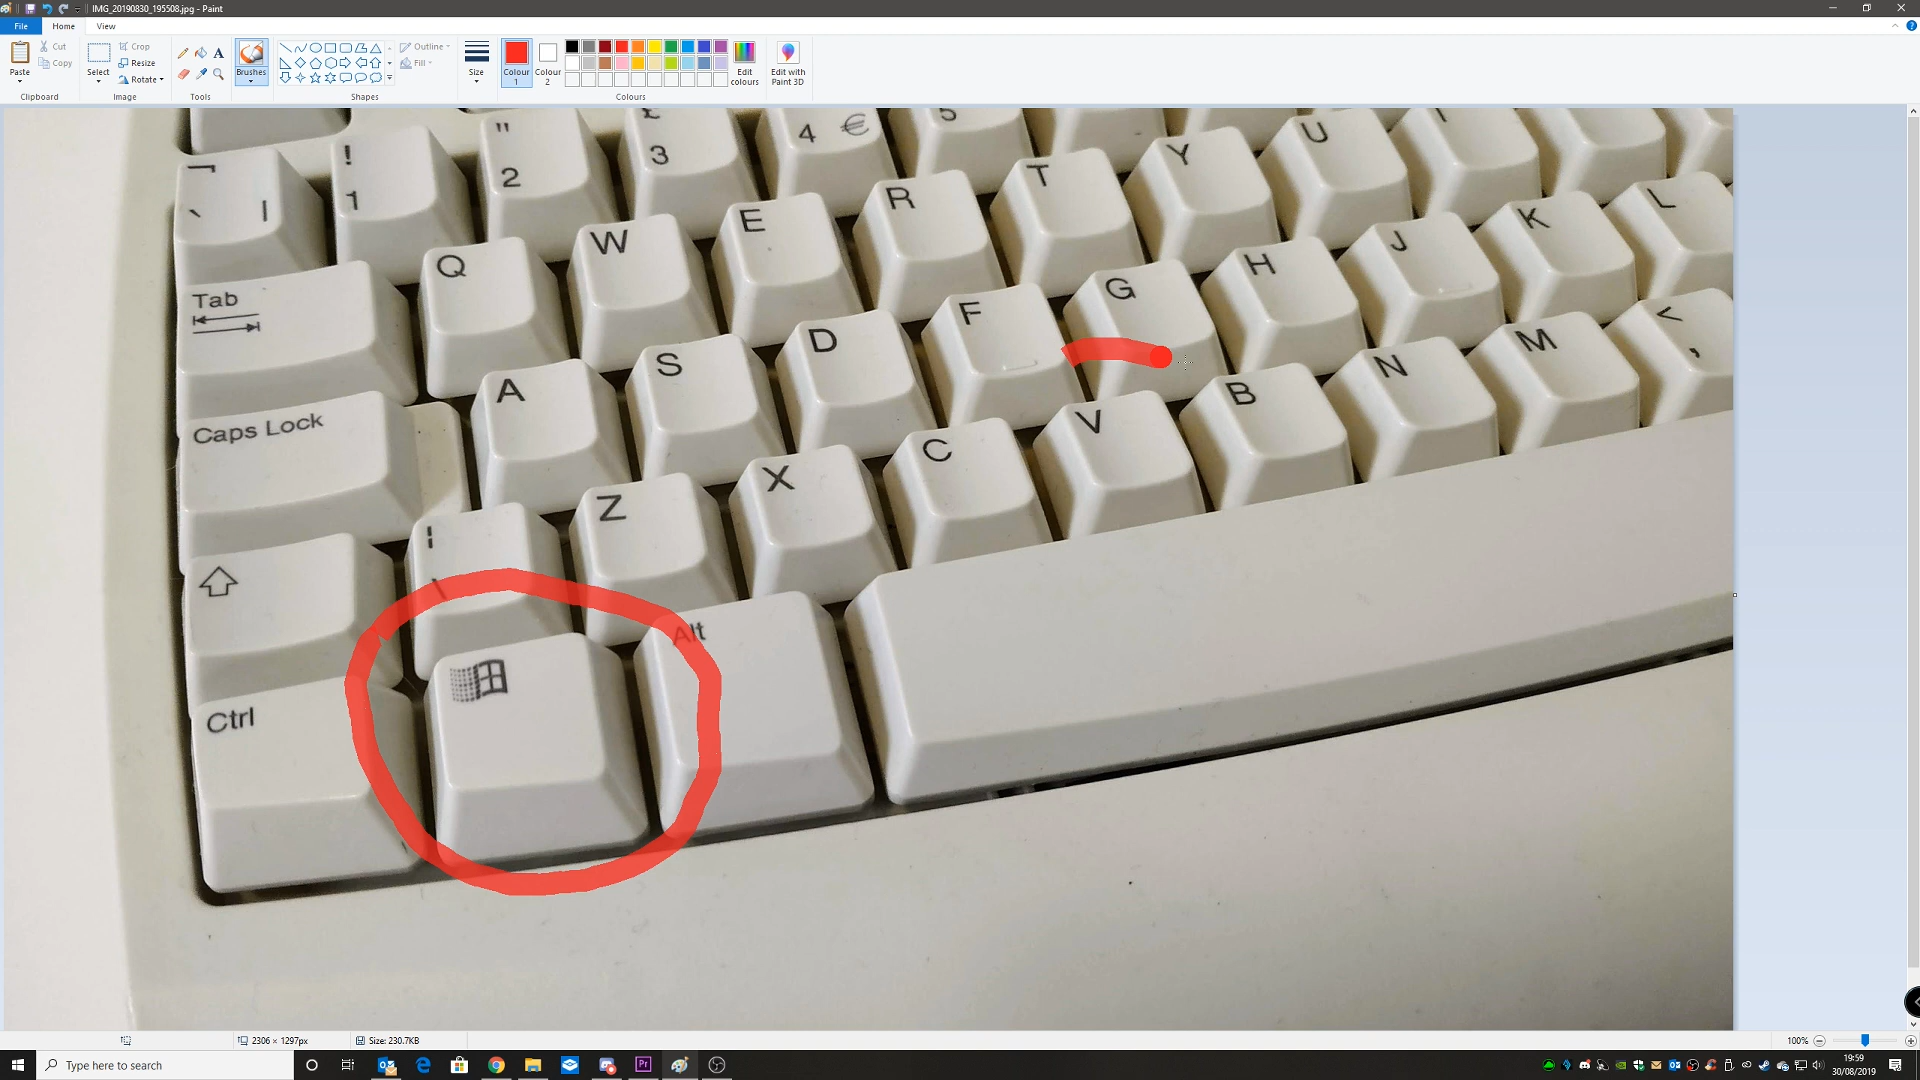 IMG_20190830_195508.jpg - Paint
File Home View
Paste
Cut
Copy
Clipboard
Select
Crop
Resize
Rotate
Image
A
Tools
Brushes
Outline
Fill
Shapes
Size
Colour 1
Colour 2
Edit colours
Edit with Paint 3D
Colours
¬ ` |
! 1
" 2
£ 3
4 €
5
Tab
Q W E R T Y U I
Caps Lock
A S D F G H J K L
Z X C V B N M < ,
Ctrl
Alt
2306 × 1297px
Size: 230.7KB
100%
Type here to search
Pr
19:59
30/08/2019